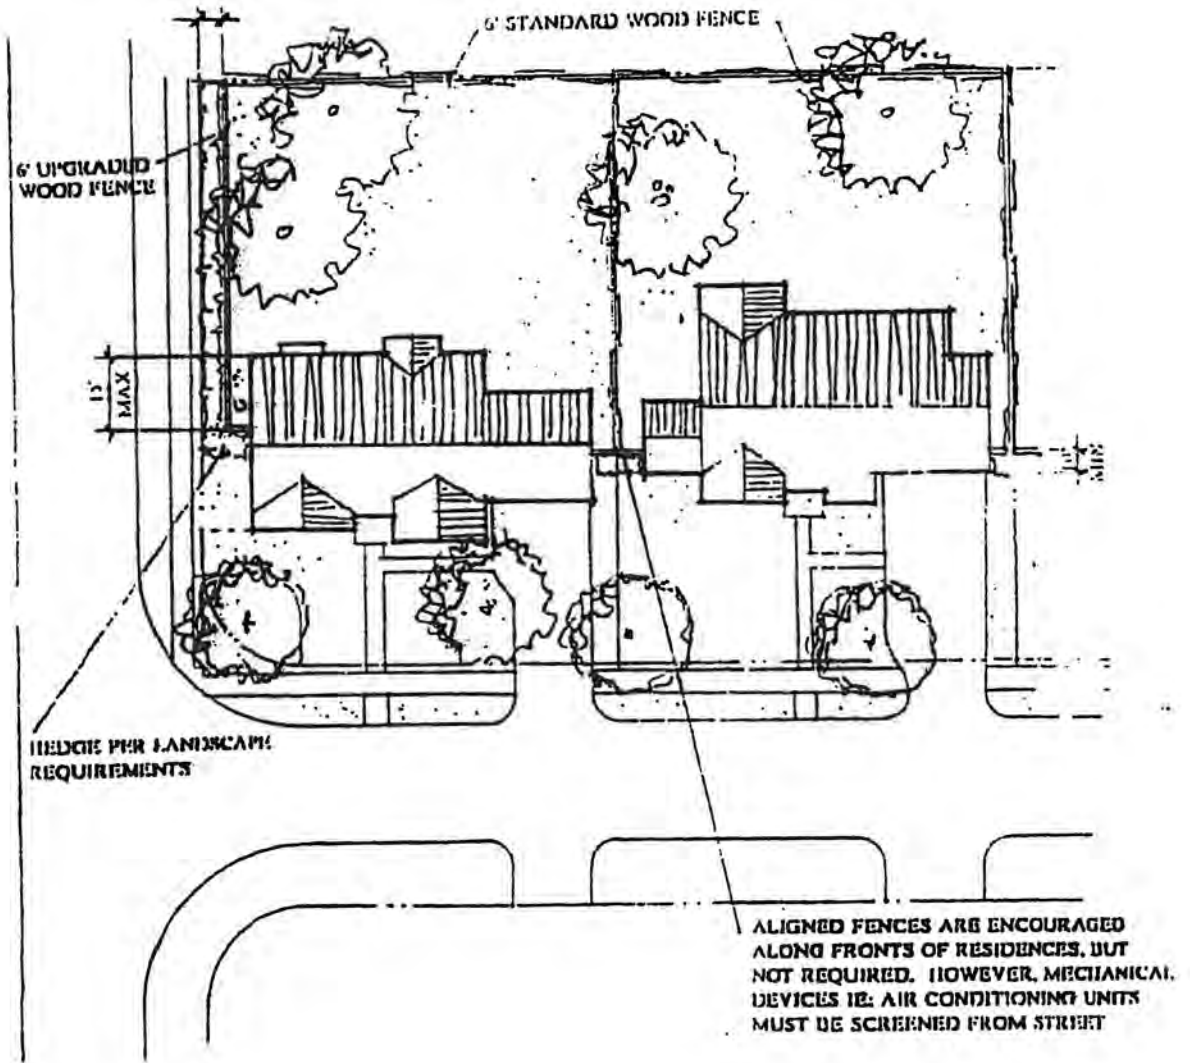 6' STANDARD WOOD FENCE
6' UPGRADED
WOOD FENCE
15'
MAX
HEDGE PER LANDSCAPE
REQUIREMENTS
ALIGNED FENCES ARE ENCOURAGED
ALONG FRONTS OF RESIDENCES, BUT
NOT REQUIRED. HOWEVER, MECHANICAL
DEVICES IE: AIR CONDITIONING UNITS
MUST BE SCREENED FROM STREET